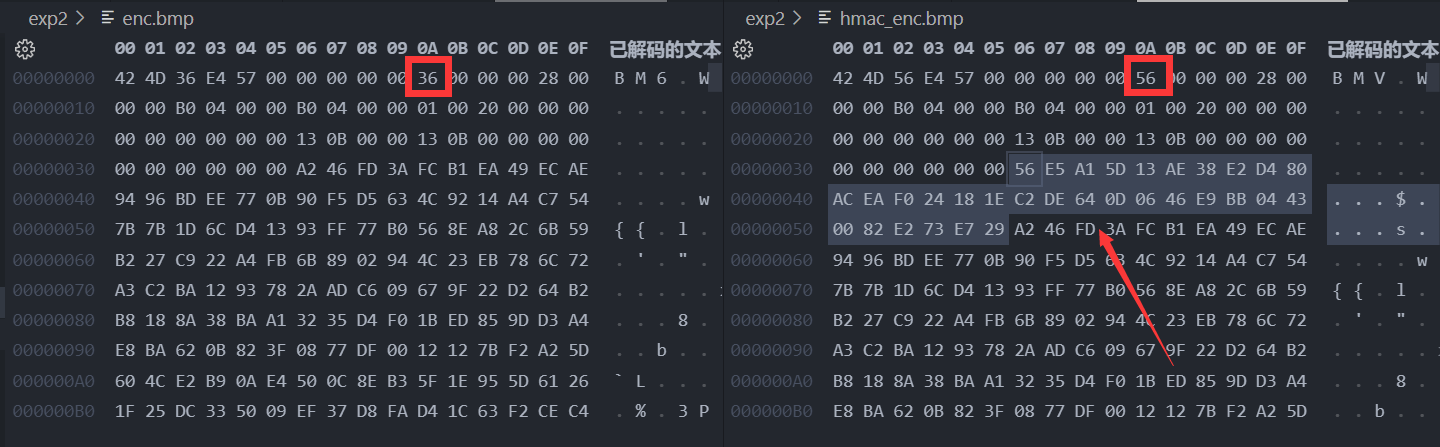 exp2 > enc.bmp
00 01 02 03 04 05 06 07 08 09 0A 0B 0C 0D 0E 0F 已解码的文本
00000000 42 4D 36 E4 57 00 00 00 00 00 36 00 00 00 28 00 B M 6 . W
00000010 00 00 B0 04 00 00 B0 04 00 00 01 00 20 00 00 00 . . . . .
00000020 00 00 00 00 00 00 13 0B 00 00 13 0B 00 00 00 00 . . . . .
00000030 00 00 00 00 00 00 A2 46 FD 3A FC B1 EA 49 EC AE . . . . .
00000040 94 96 BD EE 77 0B 90 F5 D5 63 4C 92 14 A4 C7 54 . . . . w
00000050 7B 7B 1D 6C D4 13 93 FF 77 B0 56 8E A8 2C 6B 59 { { . l .
00000060 B2 27 C9 22 A4 FB 6B 89 02 94 4C 23 EB 78 6C 72 . ' . " .
00000070 A3 C2 BA 12 93 78 2A AD C6 09 67 9F 22 D2 64 B2 . . . . .
00000080 B8 18 8A 38 BA A1 32 35 D4 F0 1B ED 85 9D D3 A4 . . . 8 .
00000090 E8 BA 62 0B 82 3F 08 77 DF 00 12 12 7B F2 A2 5D . . b . .
000000A0 60 4C E2 B9 0A E4 50 0C 8E B3 5F 1E 95 5D 61 26 ` L . . .
000000B0 1F 25 DC 33 50 09 EF 37 D8 FA D4 1C 63 F2 CE C4 . % . 3 P
exp2 > hmac_enc.bmp
00 01 02 03 04 05 06 07 08 09 0A 0B 0C 0D 0E 0F 已解码的文本
00000000 42 4D 56 E4 57 00 00 00 00 00 56 00 00 00 28 00 B M V . W
00000010 00 00 B0 04 00 00 B0 04 00 00 01 00 20 00 00 00 . . . . .
00000020 00 00 00 00 00 00 13 0B 00 00 13 0B 00 00 00 00 . . . . .
00000030 00 00 00 00 00 00 56 E5 A1 5D 13 AE 38 E2 D4 80 . . . . .
00000040 AC EA F0 24 18 1E C2 DE 64 0D 06 46 E9 BB 04 43 . . . $ .
00000050 00 82 E2 73 E7 29 A2 46 FD 3A FC B1 EA 49 EC AE . . . s .
00000060 94 96 BD EE 77 0B 90 F5 D5 63 4C 92 14 A4 C7 54 . . . . w
00000070 7B 7B 1D 6C D4 13 93 FF 77 B0 56 8E A8 2C 6B 59 { { . l .
00000080 B2 27 C9 22 A4 FB 6B 89 02 94 4C 23 EB 78 6C 72 . ' . " .
00000090 A3 C2 BA 12 93 78 2A AD C6 09 67 9F 22 D2 64 B2 . . . . .
000000A0 B8 18 8A 38 BA A1 32 35 D4 F0 1B ED 85 9D D3 A4 . . . 8 .
000000B0 E8 BA 62 0B 82 3F 08 77 DF 00 12 12 7B F2 A2 5D . . b . .